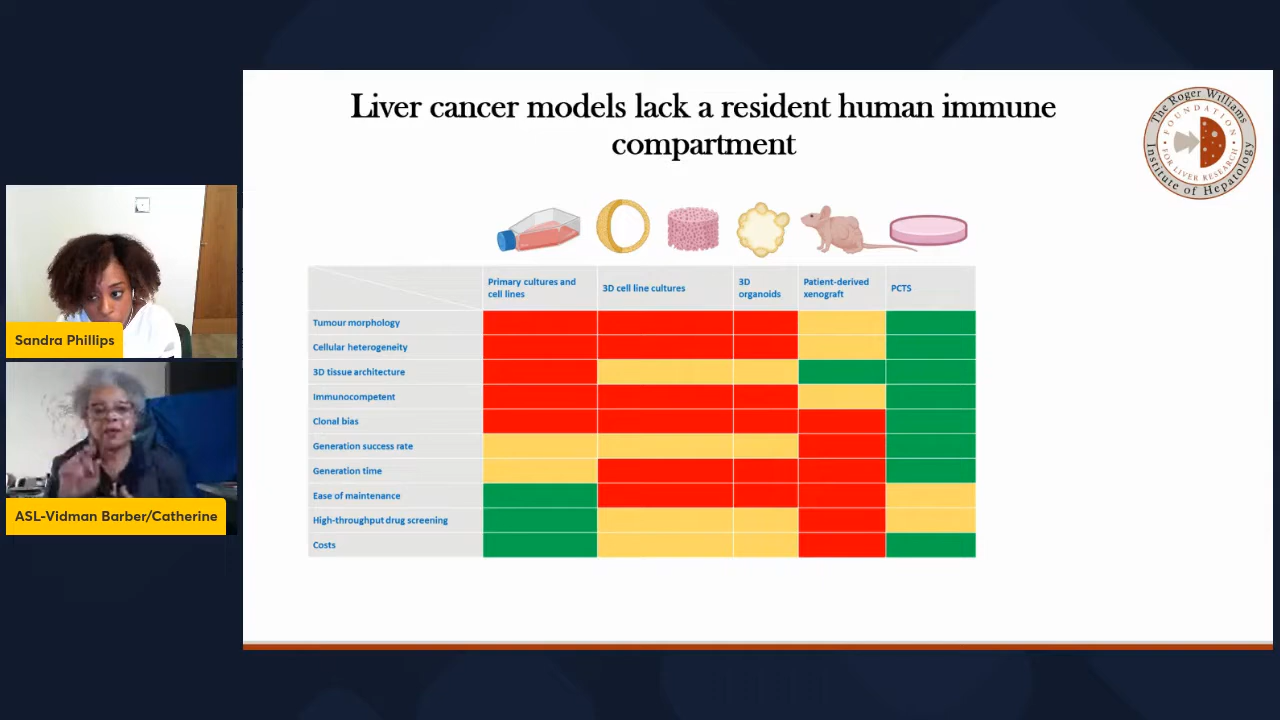 Liver cancer models lack a resident human immune
compartment
The Roger Williams
Institute of Hepatology
FOUNDATION
FOR LIVER RESEARCH
Sandra Phillips
ASL-Vidman Barber/Catherine
Primary cultures and
cell lines
3D cell line cultures
3D
organoids
Patient-derived
xenograft
PCTS
Tumour morphology
Cellular heterogeneity
3D tissue architecture
Immunocompetent
Clonal bias
Generation success rate
Generation time
Ease of maintenance
High-throughput drug screening
Costs